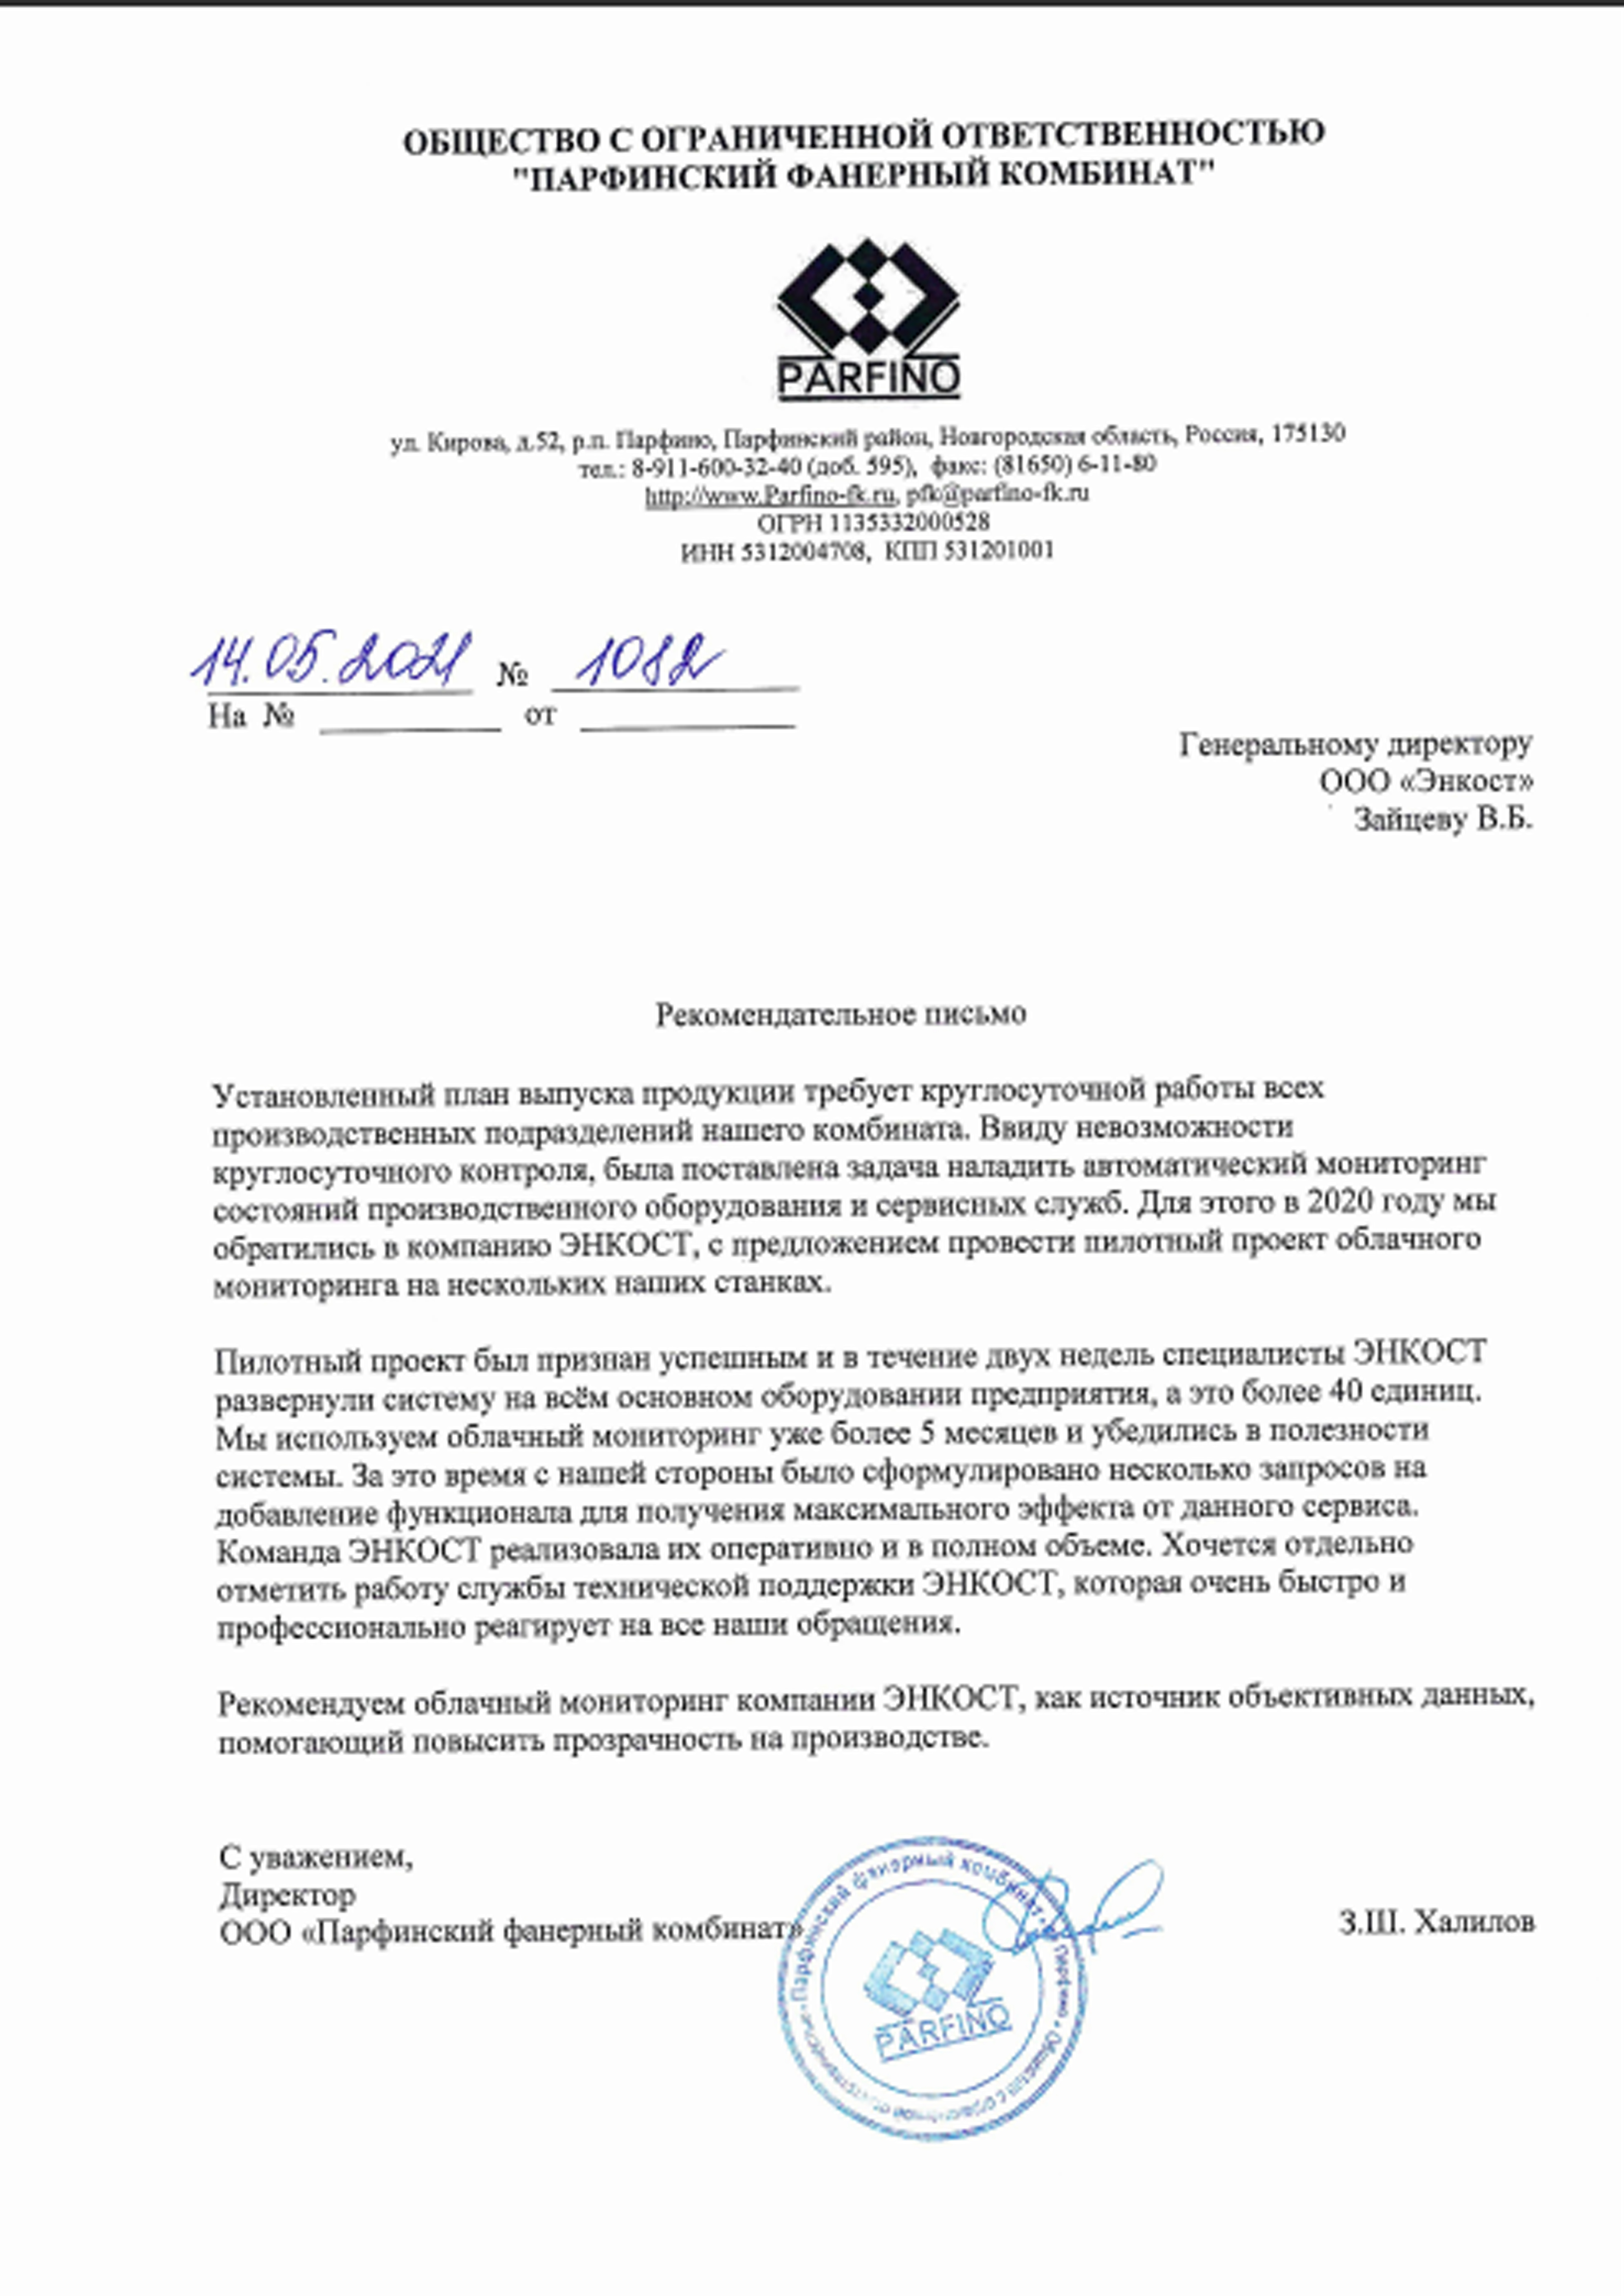 ОБЩЕСТВО С ОГРАНИЧЕННОЙ ОТВЕТСТВЕННОСТЬЮ
"ПАРФИНСКИЙ ФАНЕРНЫЙ КОМБИНАТ"
PARFINO
ул. Кирова, д.52, р.п. Парфино, Парфинский район, Новгородская область, Россия, 175130
тел.: 8-911-600-32-40 (доб. 595), факс: (81650) 6-11-80
http://www.Parfino-fk.ru, pfk@parfino-fk.ru
ОГРН 1135332000528
ИНН 5312004708, КПП 531201001
14.05.2021 № 1082
На № от
Генеральному директору
ООО «Энкост»
Зайцеву В.Б.
Рекомендательное письмо
Установленный план выпуска продукции требует круглосуточной работы всех
производственных подразделений нашего комбината. Ввиду невозможности
круглосуточного контроля, была поставлена задача наладить автоматический мониторинг
состояний производственного оборудования и сервисных служб. Для этого в 2020 году мы
обратились в компанию ЭНКОСТ, с предложением провести пилотный проект облачного
мониторинга на нескольких наших станках.
Пилотный проект был признан успешным и в течение двух недель специалисты ЭНКОСТ
развернули систему на всём основном оборудовании предприятия, а это более 40 единиц.
Мы используем облачный мониторинг уже более 5 месяцев и убедились в полезности
системы. За это время с нашей стороны было сформулировано несколько запросов на
добавление функционала для получения максимального эффекта от данного сервиса.
Команда ЭНКОСТ реализовала их оперативно и в полном объеме. Хочется отдельно
отметить работу службы технической поддержки ЭНКОСТ, которая очень быстро и
профессионально реагирует на все наши обращения.
Рекомендуем облачный мониторинг компании ЭНКОСТ, как источник объективных данных,
помогающий повысить прозрачность на производстве.
С уважением,
Директор
ООО «Парфинский фанерный комбинат»
З.Ш. Халилов
Парфинский фанерный комбинат
Парфино • Общество с ограниченной ответственностью
PARFINO